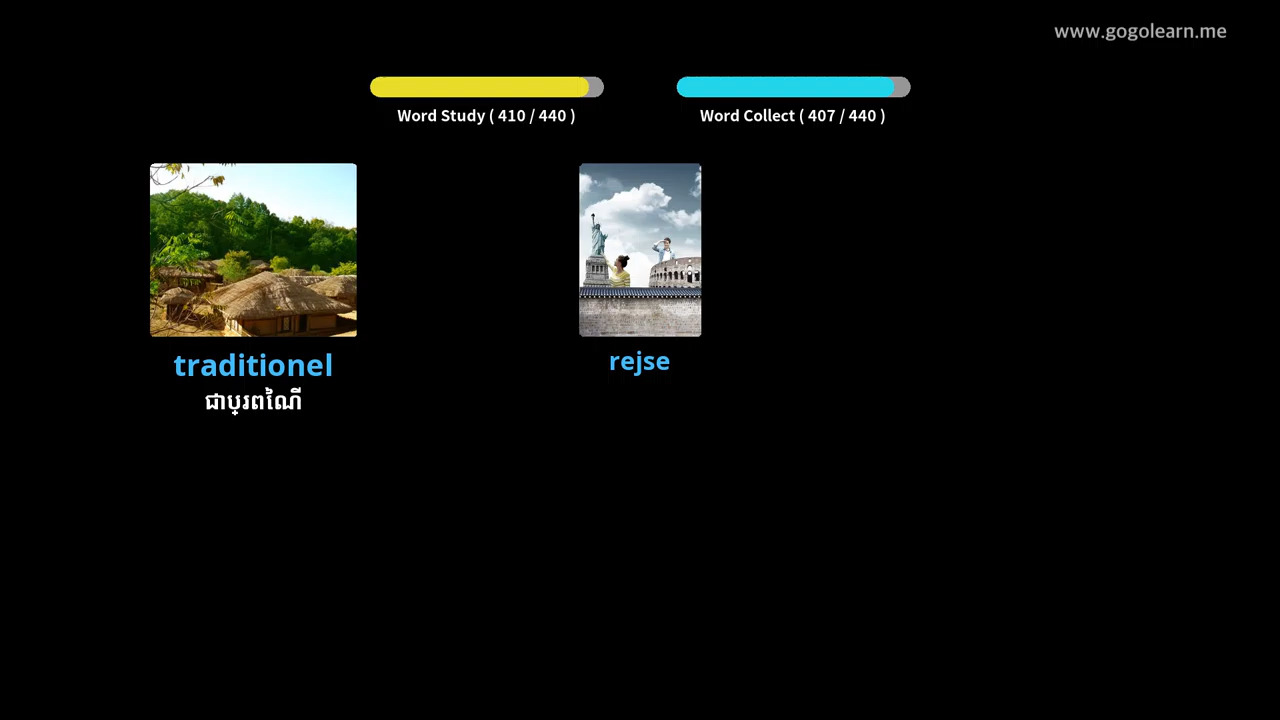 www.gogolearn.me
Word Study ( 410 / 440 )
Word Collect ( 407 / 440 )
traditionel
ជាប្រពណី
rejse